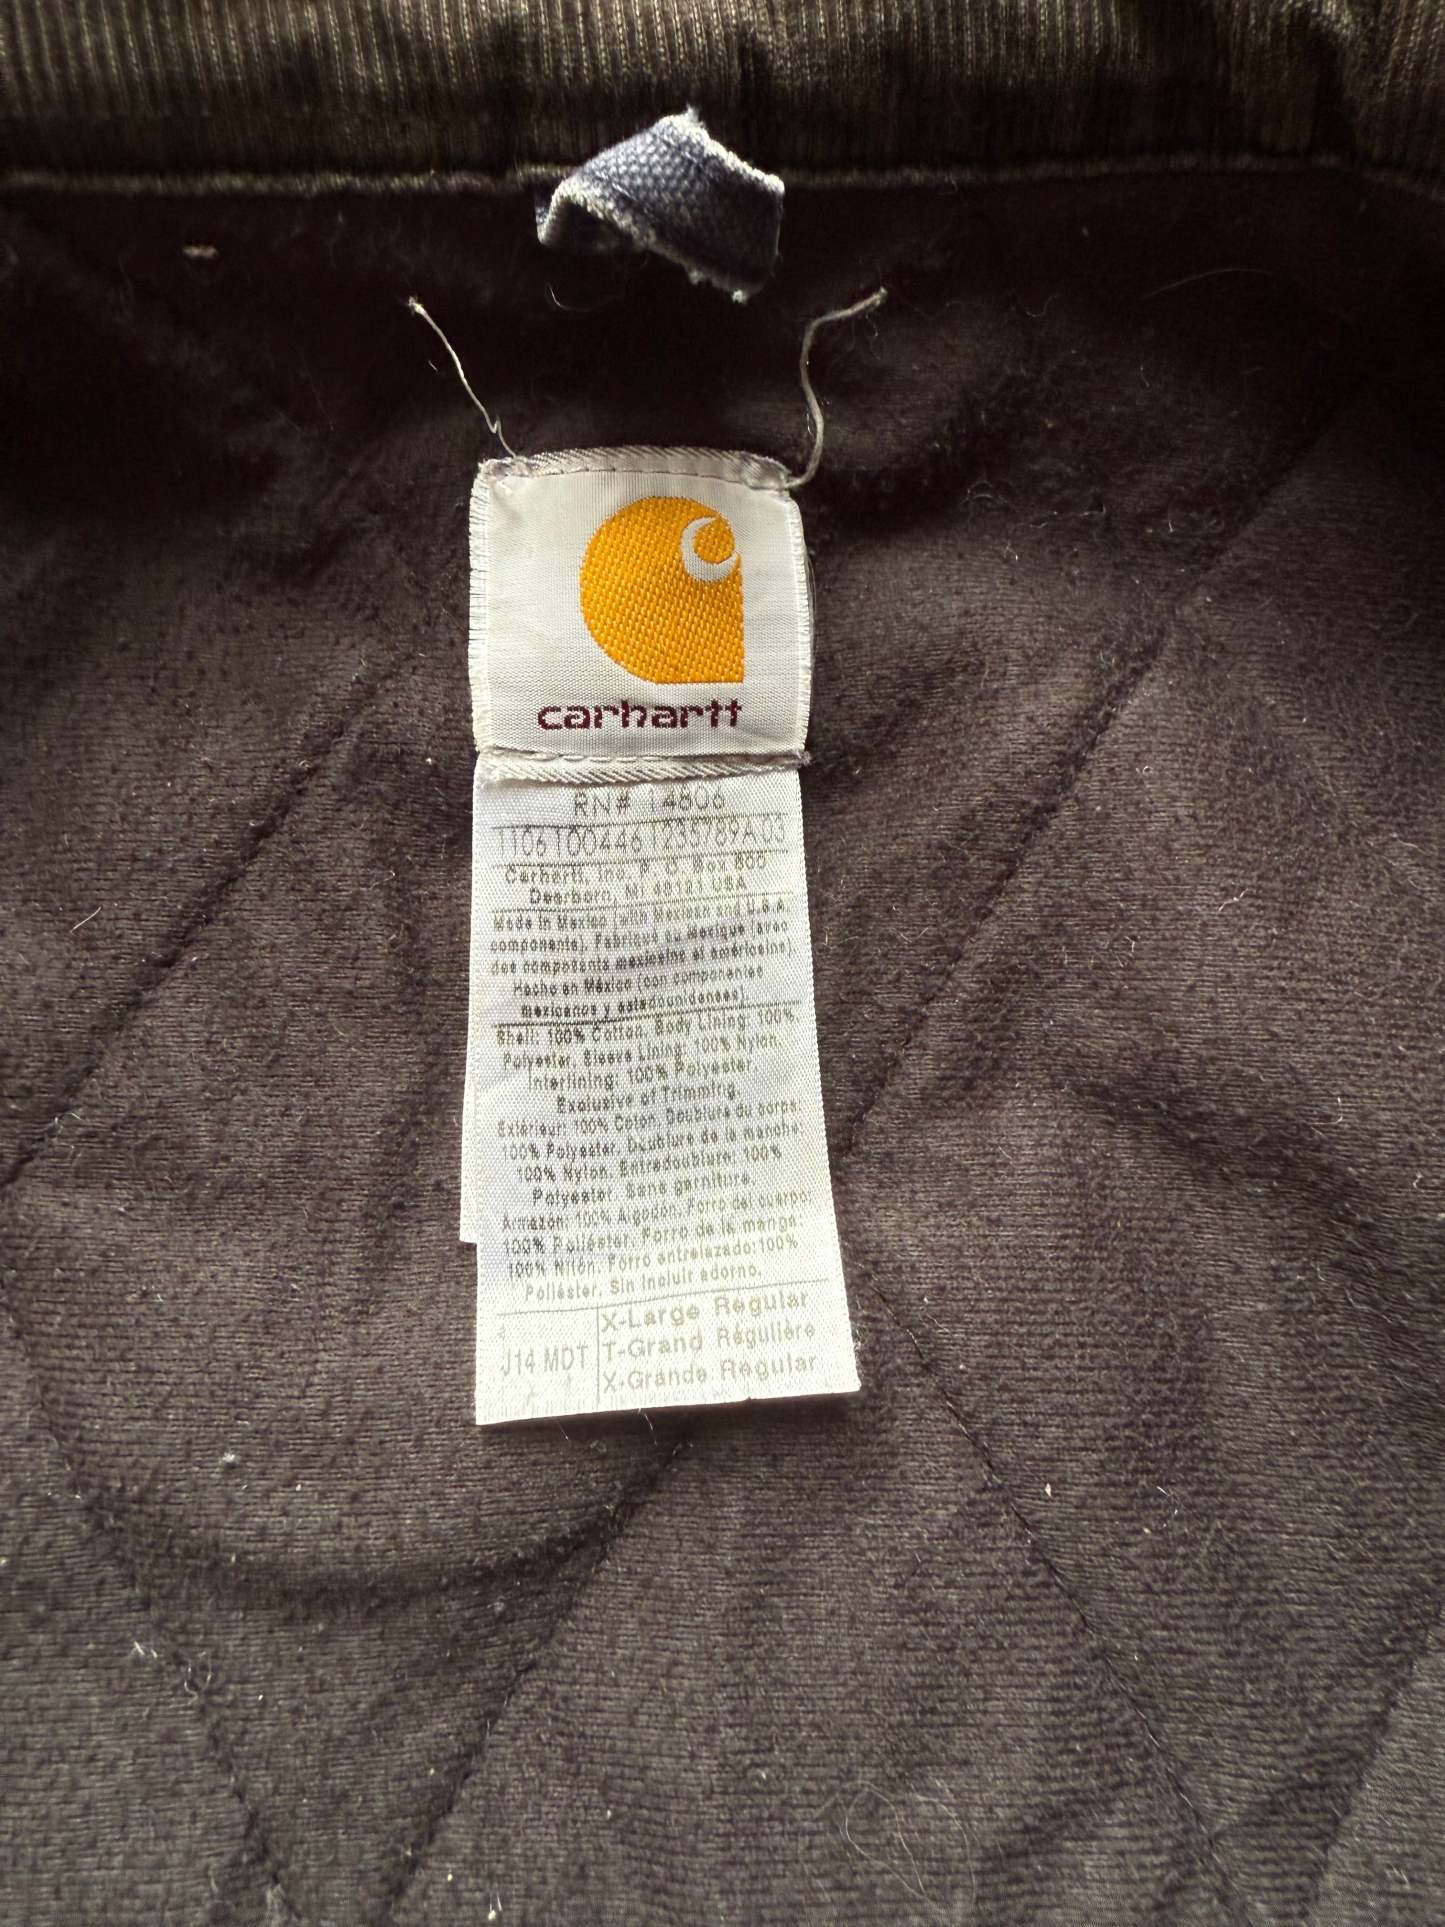 carhartt
RN# 14806
1106100446 1235789A 03
Carhartt, Inc. P. O. Box 600
Dearborn, MI 48121 USA
Made in Mexico (with Mexican and U.S.A.
components). Fabriqué au Mexique (avec
des composants mexicains et américains).
Hecho en México (con componentes
mexicanos y estadounidenses).
Shell: 100% Cotton. Body Lining: 100%
Polyester. Sleeve Lining: 100% Nylon.
Interlining: 100% Polyester.
Exclusive of Trimming.
Extérieur: 100% Coton. Doublure du corps:
100% Polyester. Doublure de la manche:
100% Nylon. Entredoublure: 100%
Polyester. Sans garniture.
Armazon: 100% Algodón. Forro del cuerpo:
100% Poliéster. Forro de la manga:
100% Nilón. Forro entrelazado:100%
Poliéster. Sin incluir adorno.
J14 MDT
X-Large Regular
T-Grand Régulière
X-Grande Regular